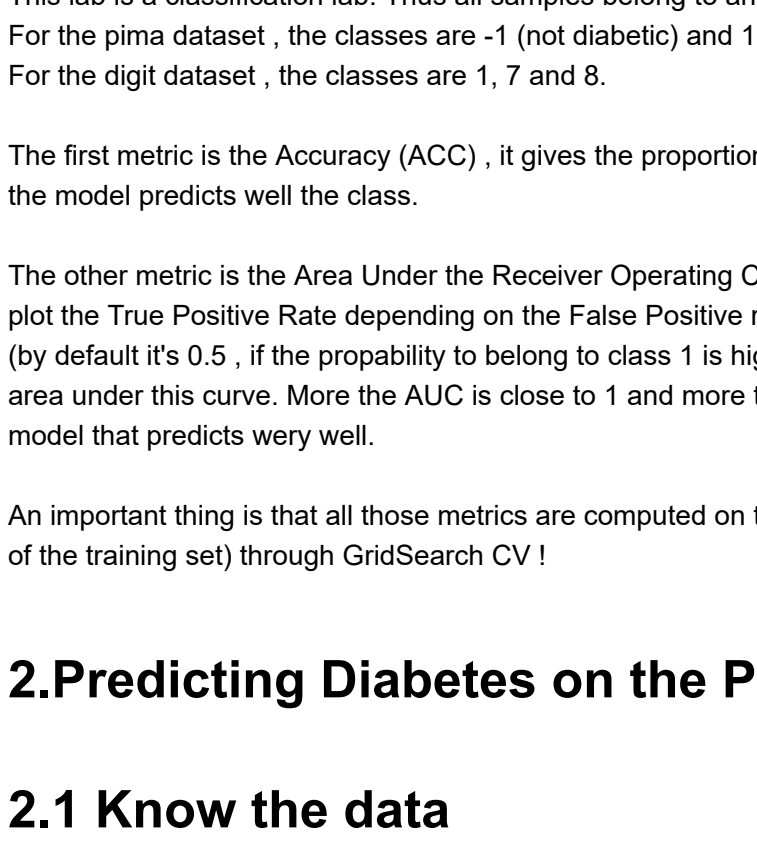 This lab is a classification lab. Thus all samples belong to an
For the pima dataset , the classes are -1 (not diabetic) and 1
For the digit dataset , the classes are 1, 7 and 8.
The first metric is the Accuracy (ACC) , it gives the proportion
the model predicts well the class.
The other metric is the Area Under the Receiver Operating C
plot the True Positive Rate depending on the False Positive r
(by default it's 0.5 , if the propability to belong to class 1 is hig
area under this curve. More the AUC is close to 1 and more t
model that predicts wery well.
An important thing is that all those metrics are computed on t
of the training set) through GridSearch CV !
2.Predicting Diabetes on the P
2.1 Know the data